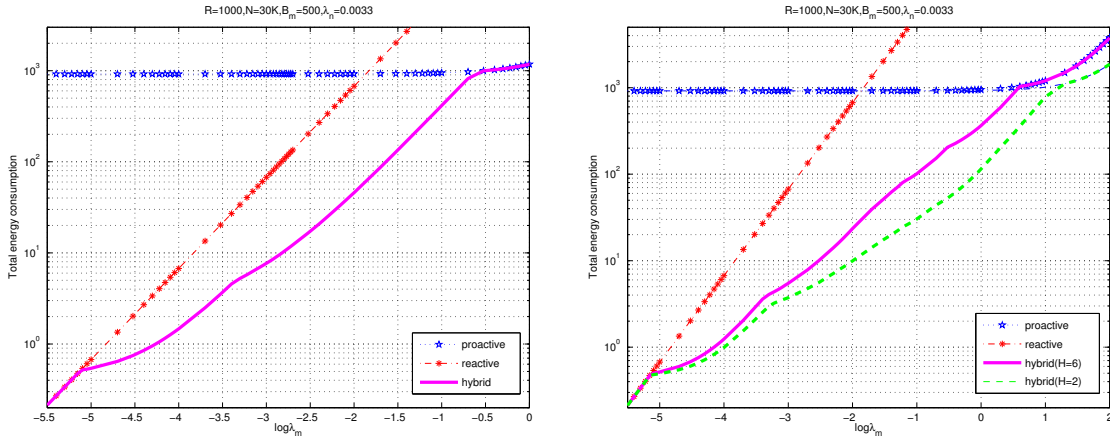 R=1000,N=30K,B_m=500,λ_n=0.0033
Total energy consumption
10^3
10^2
10^1
10^0
−5.5 −5 −4.5 −4 −3.5 −3 −2.5 −2 −1.5 −1 −0.5 0
logλ_m
proactive
reactive
hybrid
R=1000,N=30K,B_m=500,λ_n=0.0033
Total energy consumption
10^3
10^2
10^1
10^0
−5 −4 −3 −2 −1 0 1 2
logλ_m
proactive
reactive
hybrid(H=6)
hybrid(H=2)